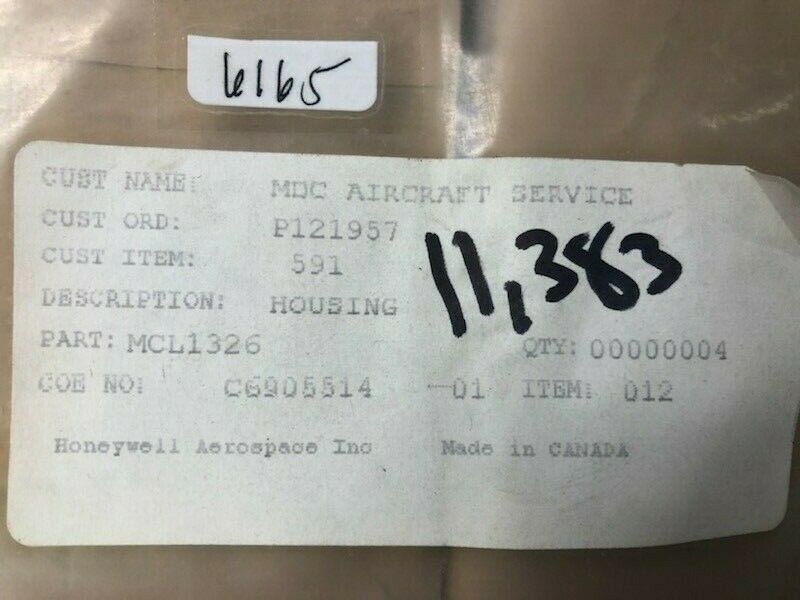 6165
CUST NAME: MDC AIRCRAFT SERVICE
CUST ORD: P121957
CUST ITEM: 591
11,383
DESCRIPTION: HOUSING
PART: MCL1326 QTY: 00000004
COE NO: C6905514 -01 ITEM: 012
Honeywell Aerospace Inc Made in CANADA